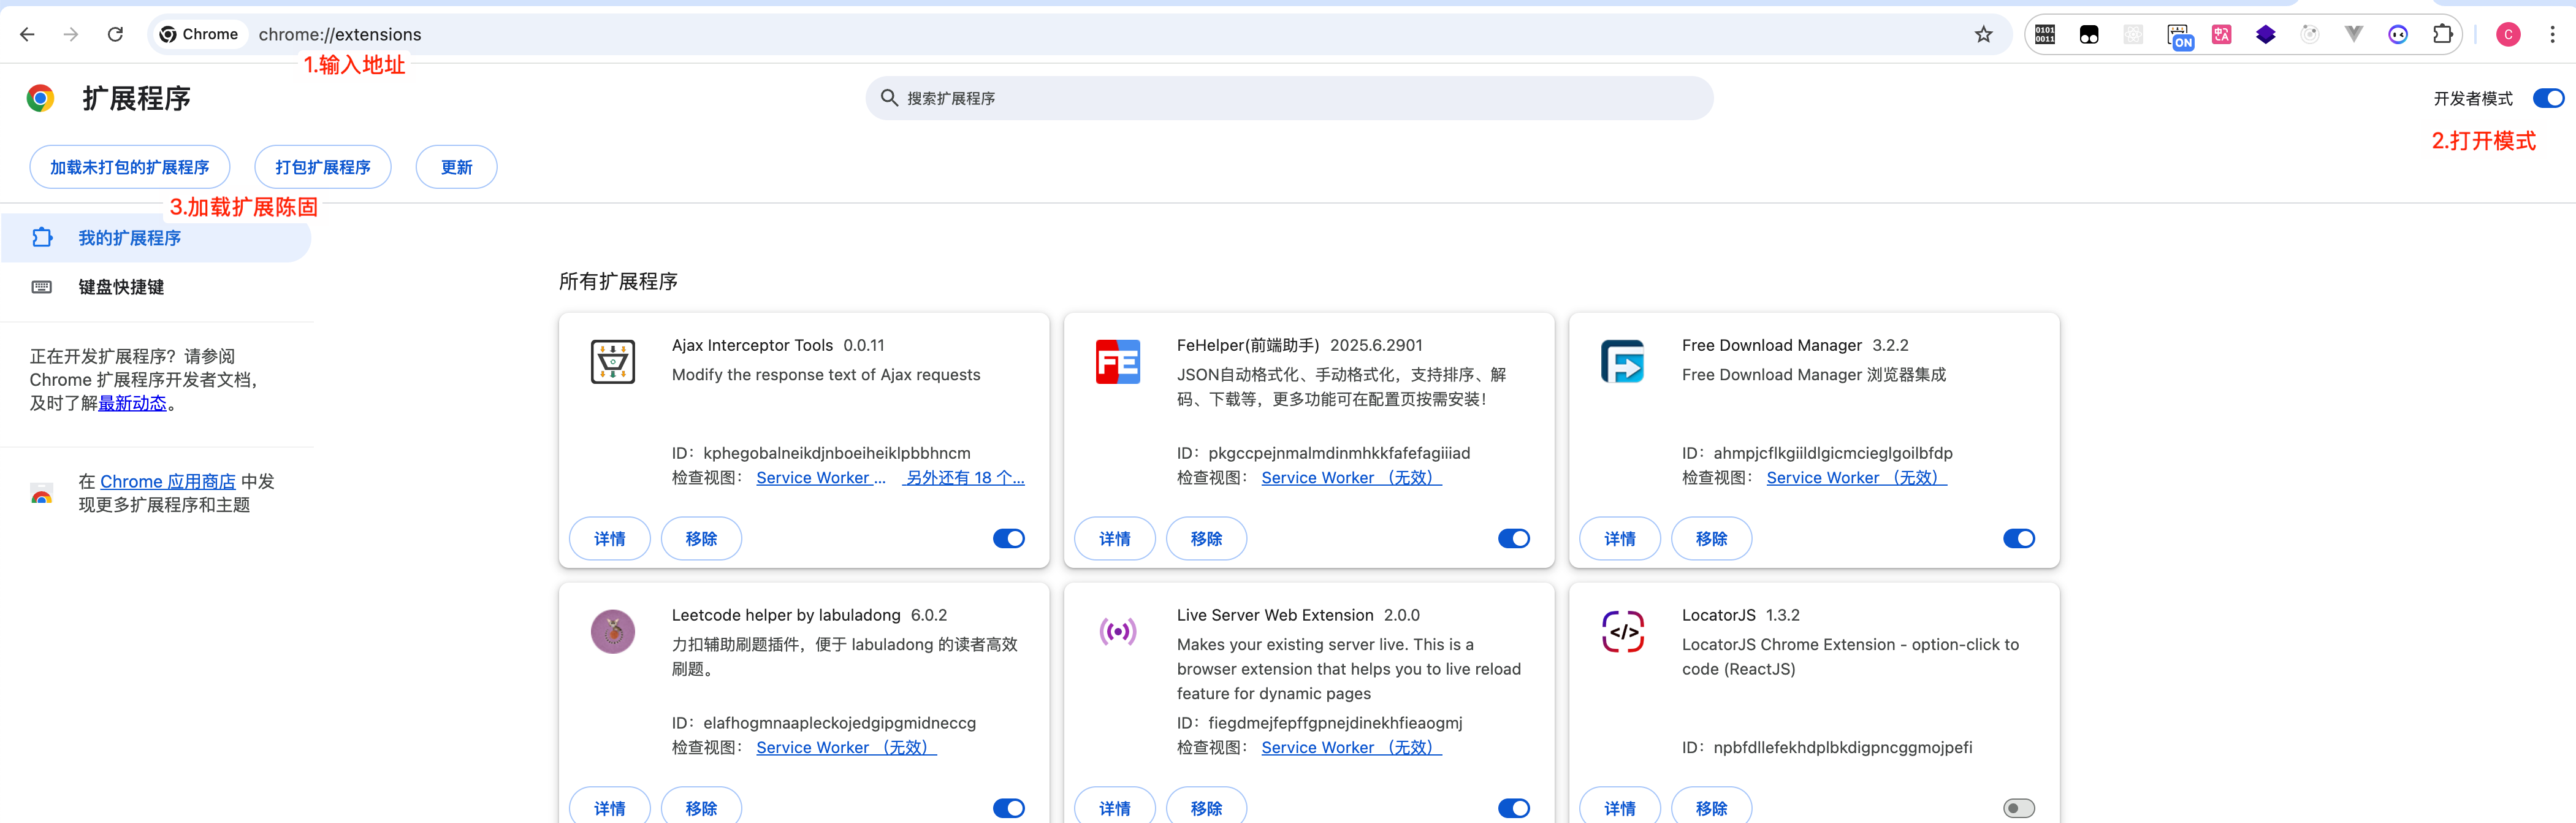 Chrome
chrome://extensions
0101
0011
ON
C
1.输入地址
扩展程序
搜索扩展程序
开发者模式
2.打开模式
加载未打包的扩展程序
打包扩展程序
更新
3.加载扩展陈固
我的扩展程序
键盘快捷键
正在开发扩展程序？请参阅
Chrome 扩展程序开发者文档，
及时了解最新动态。
在 Chrome 应用商店 中发
现更多扩展程序和主题
所有扩展程序
Ajax Interceptor Tools 0.0.11
Modify the response text of Ajax requests
ID：kphegobalneikdjnboeiheiklpbbhncm
检查视图： Service Worker ... 另外还有 18 个...
详情
移除
FE
FeHelper(前端助手) 2025.6.2901
JSON自动格式化、手动格式化，支持排序、解
码、下载等，更多功能可在配置页按需安装！
ID：pkgccpejnmalmdinmhkkfafefagiiiad
检查视图： Service Worker （无效）
详情
移除
Free Download Manager 3.2.2
Free Download Manager 浏览器集成
ID：ahmpjcflkgiildlgicmcieglgoilbfdp
检查视图： Service Worker （无效）
详情
移除
Leetcode helper by labuladong 6.0.2
力扣辅助刷题插件，便于 labuladong 的读者高效
刷题。
ID：elafhogmnaapleckojedgipgmidneccg
检查视图： Service Worker （无效）
详情
移除
Live Server Web Extension 2.0.0
Makes your existing server live. This is a
browser extension that helps you to live reload
feature for dynamic pages
ID：fiegdmejfepffgpnejdinekhfieaogmj
检查视图： Service Worker （无效）
详情
移除
</>
LocatorJS 1.3.2
LocatorJS Chrome Extension - option-click to
code (ReactJS)
ID：npbfdllefekhdplbkdigpncggmojpefi
详情
移除